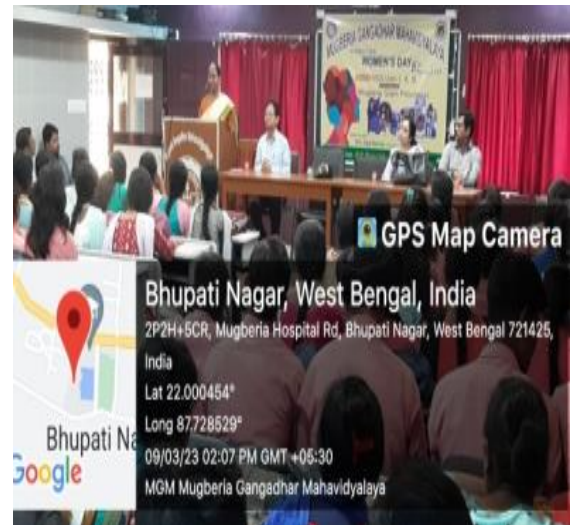 MUGBERIA GANGADHAR MAHAVIDYALAYA
WOMEN'S DAY
GPS Map Camera
Bhupati Nagar, West Bengal, India
2P2H+5CR, Mugberia Hospital Rd, Bhupati Nagar, West Bengal 721425,
India
Lat 22.000454°
Long 87.728529°
09/03/23 02:07 PM GMT +05:30
MGM Mugberia Gangadhar Mahavidyalaya
Bhupati Na
Google